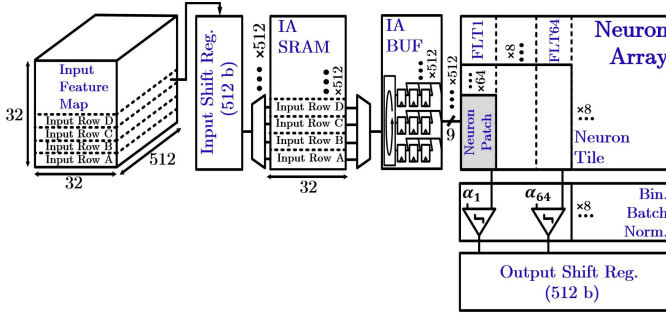 Input
Feature
Map
Input Row D
Input Row C
Input Row B
Input Row A
32
32
512
Input Shift Reg.
(512 b)
×512
IA
SRAM
×512
Input Row D
Input Row C
Input Row B
Input Row A
32
IA
BUF
×512
×512
9
FLT1
×8
FLT64
×64
Neuron
Patch
Neuron
Array
×8
Neuron
Tile
α1
α64
×8
Bin.
Batch
Norm.
Output Shift Reg.
(512 b)